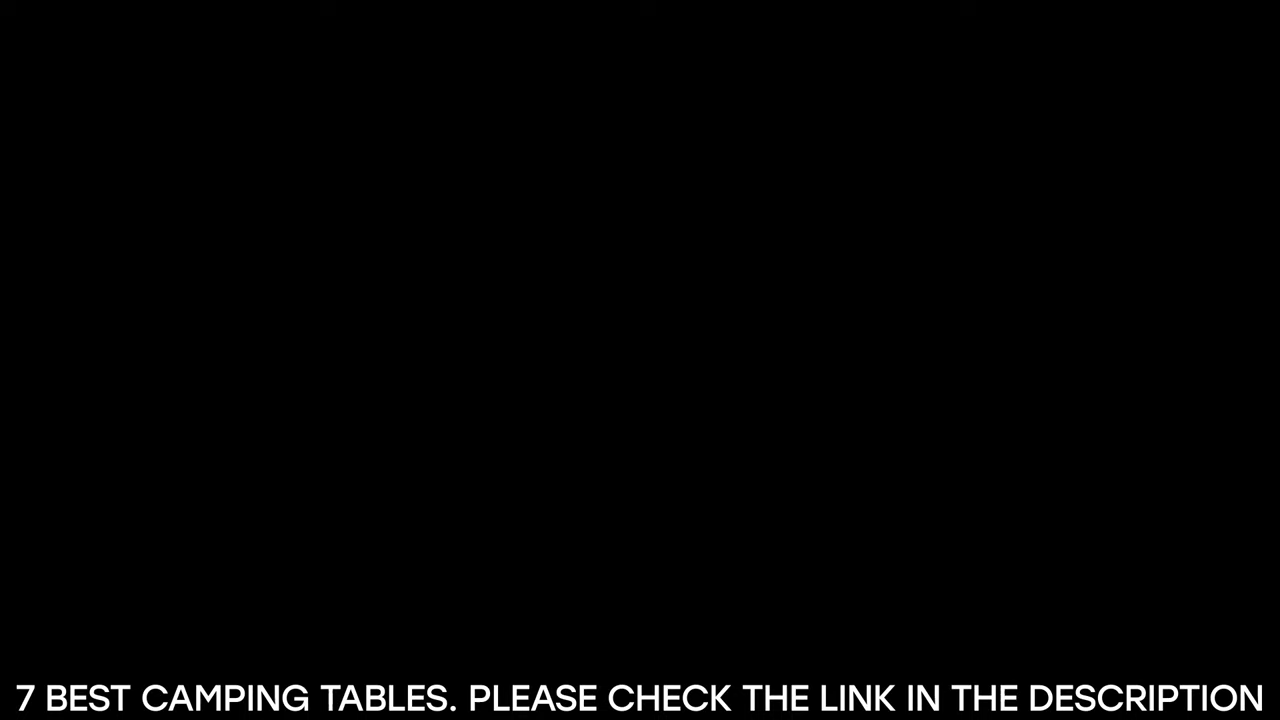 7 BEST CAMPING TABLES. PLEASE CHECK THE LINK IN THE DESCRIPTION